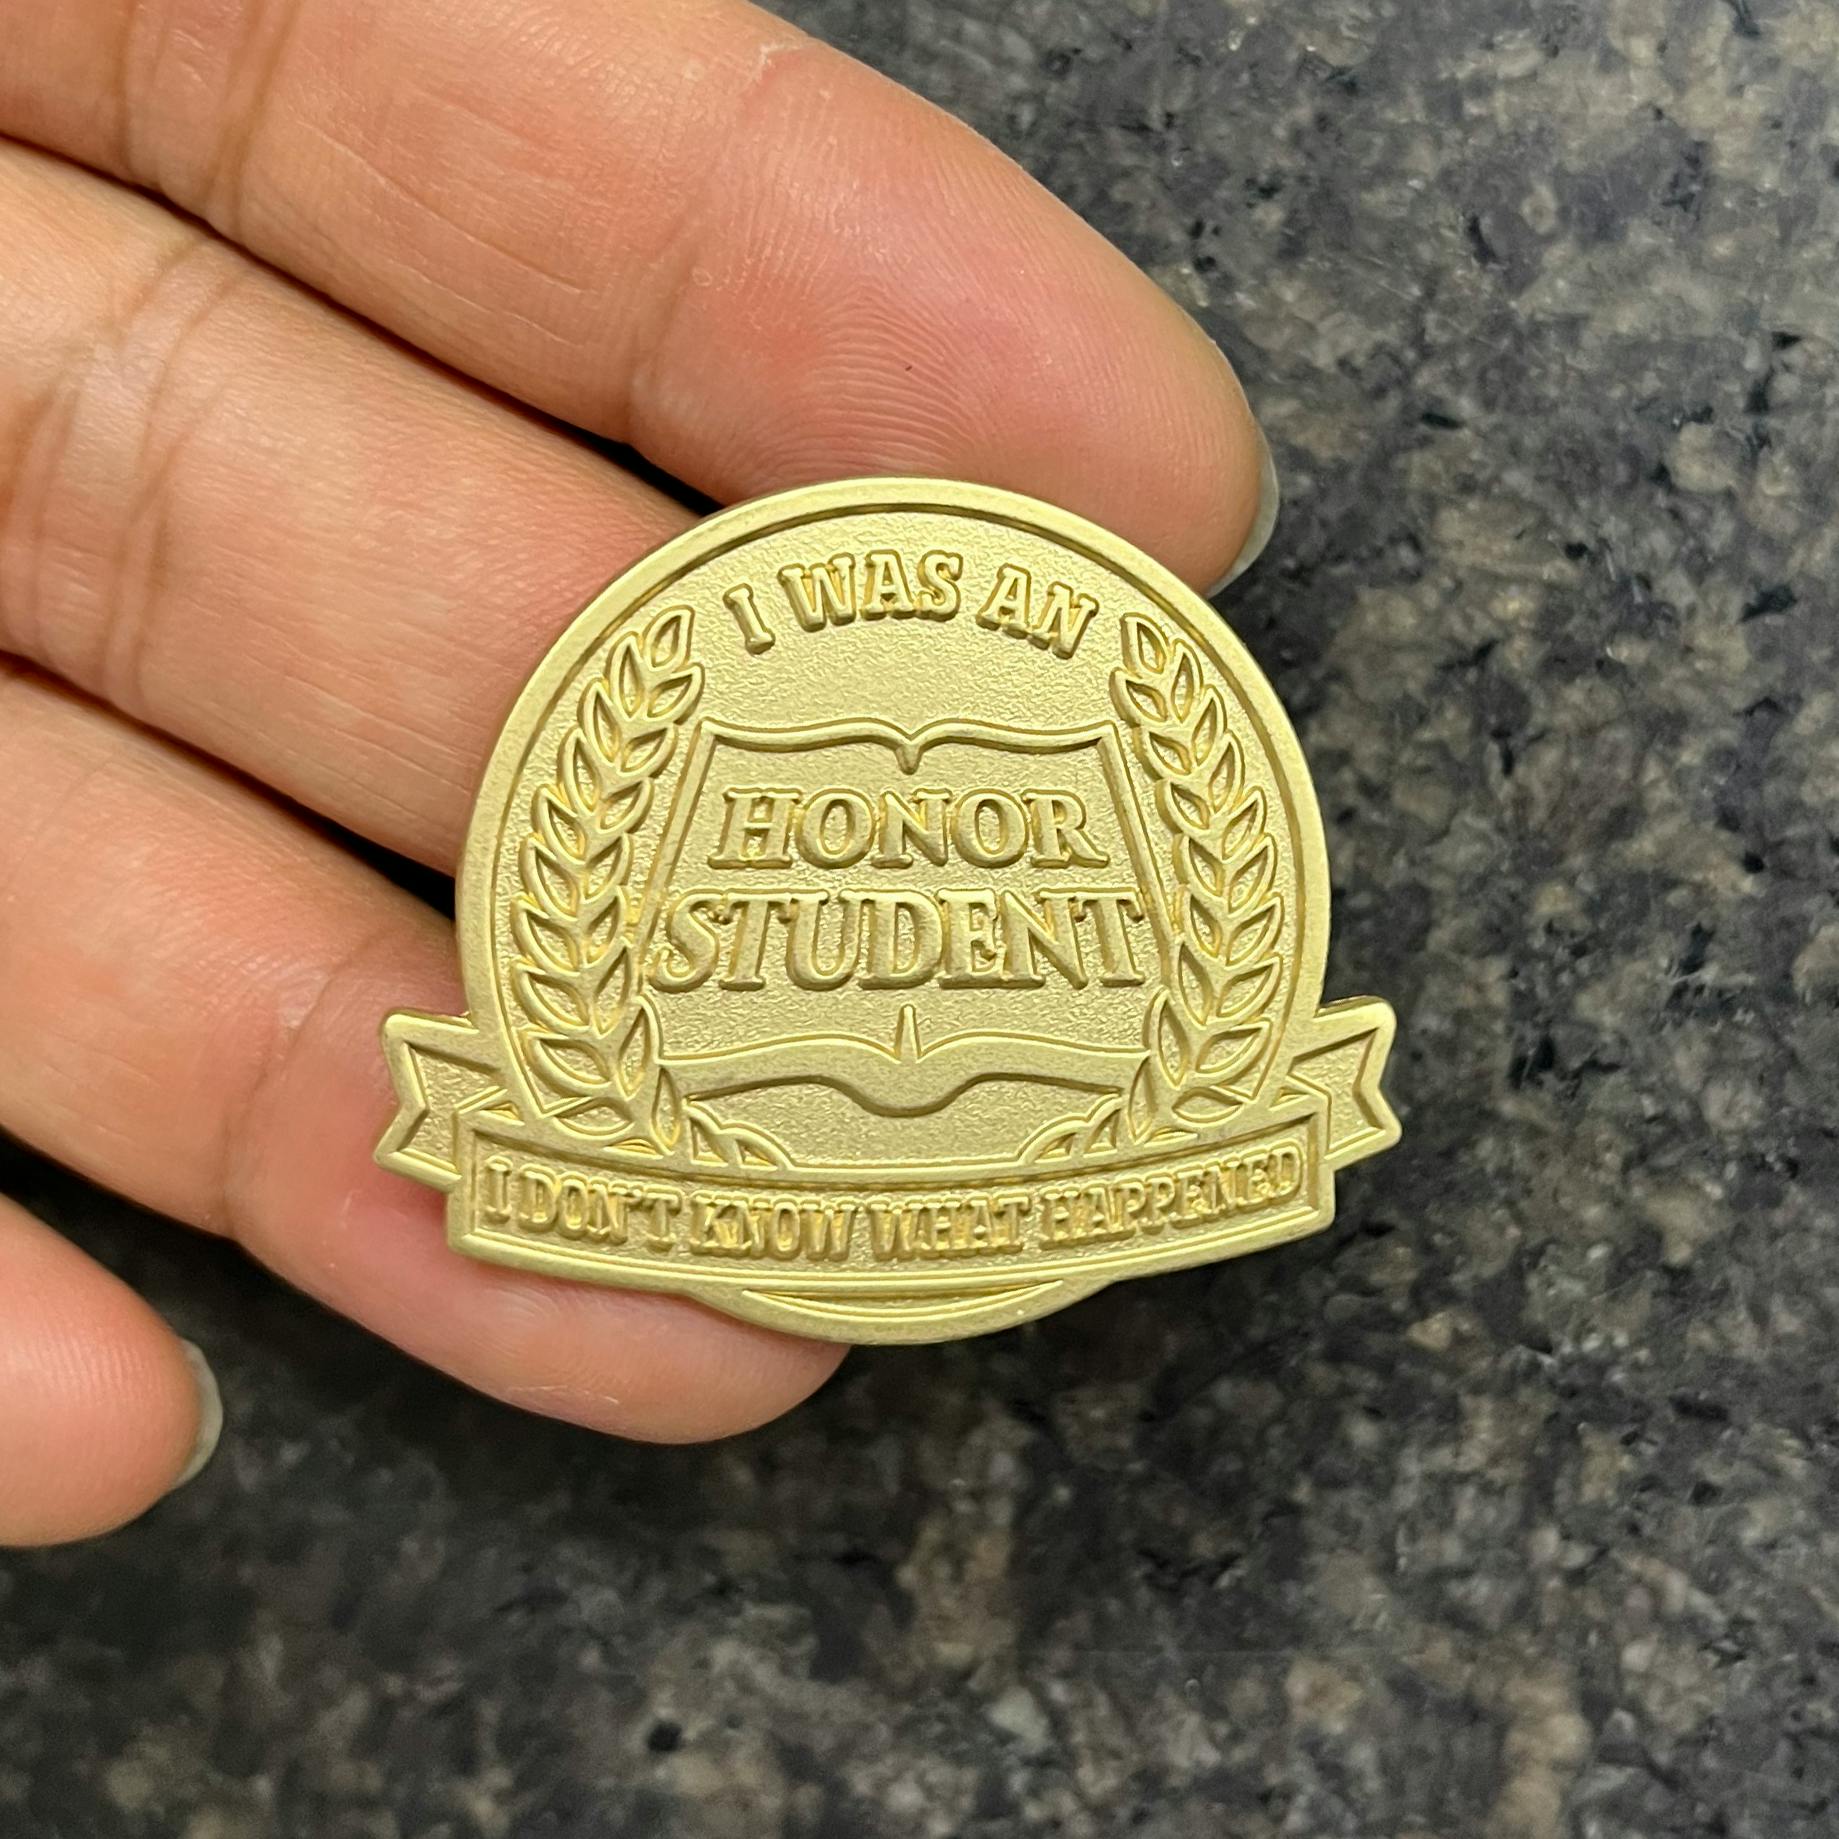 I WAS AN
HONOR
STUDENT
I DON'T KNOW WHAT HAPPENED